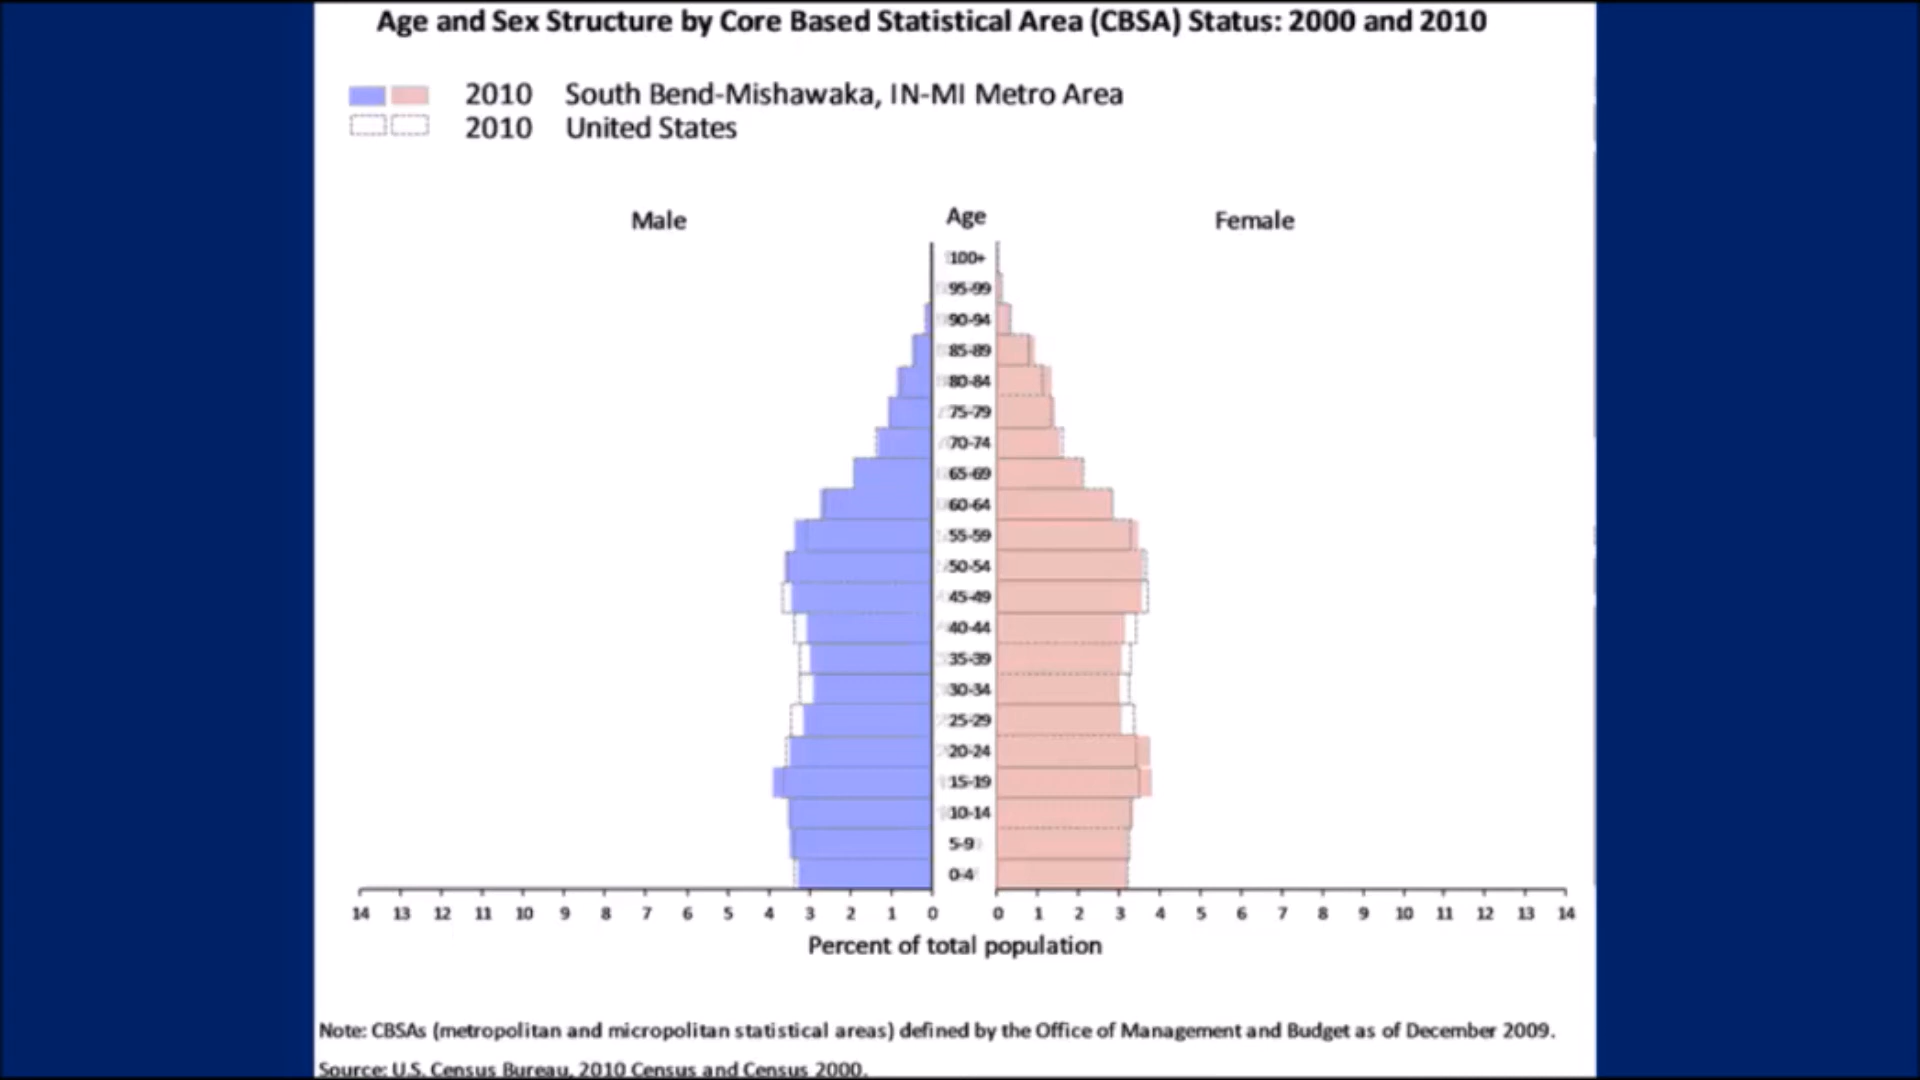 Age and Sex Structure by Core Based Statistical Area (CBSA) Status: 2000 and 2010
2010 South Bend-Mishawaka, IN-MI Metro Area
2010 United States
Male Age Female
100+
95-99
90-94
85-89
80-84
75-79
70-74
65-69
60-64
55-59
50-54
45-49
40-44
35-39
30-34
25-29
20-24
15-19
10-14
5-9
0-4
14 13 12 11 10 9 8 7 6 5 4 3 2 1 0 0 1 2 3 4 5 6 7 8 9 10 11 12 13 14
Percent of total population
Note: CBSAs (metropolitan and micropolitan statistical areas) defined by the Office of Management and Budget as of December 2009.
Source: U.S. Census Bureau, 2010 Census and Census 2000.